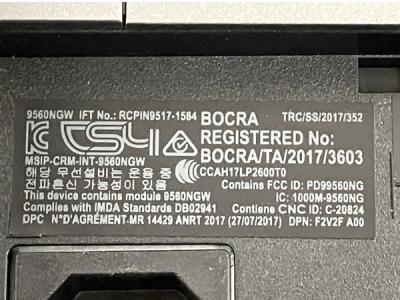 9560NGW IFT No.: RCPIN9517-1584 BOCRA TRC/SS/2017/352
REGISTERED No:
MSIP-CRM-INT-9560NGW BOCRA/TA/2017/3603
해당 무선설비는 운용 중 CCAH17LP2600T0
전파혼신 가능성이 있음 Contains FCC ID: PD99560NG
This device contains module 9560NGW IC: 1000M-9560NG
Complies with IMDA Standards DB02941 Contiene CNC ID: C-20824
DPC N°D'AGRÉMENT-MR 14429 ANRT 2017 (27/07/2017) DPN: F2V2F A00